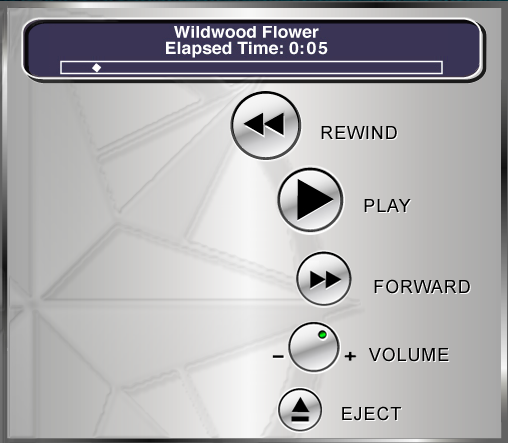 Wildwood Flower
Elapsed Time: 0:05
REWIND
PLAY
FORWARD
– + VOLUME
EJECT